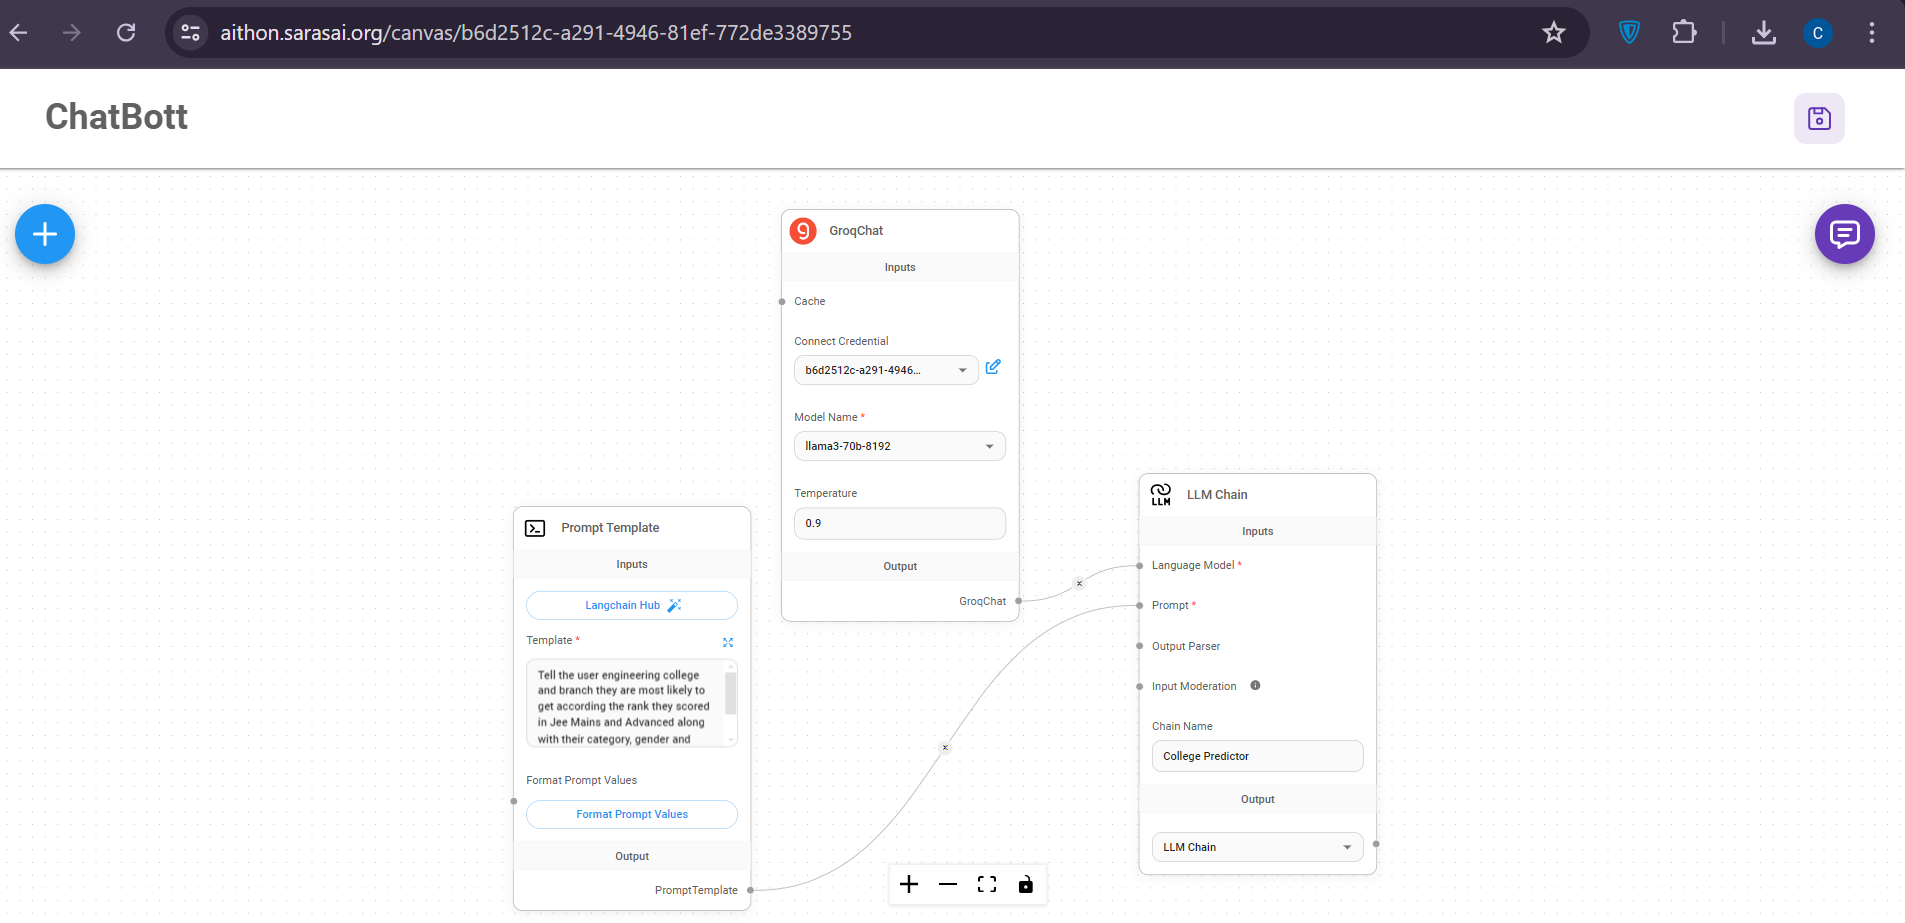 aithon.sarasai.org/canvas/b6d2512c-a291-4946-81ef-772de3389755
C
ChatBott
GroqChat
Inputs
Cache
Connect Credential
b6d2512c-a291-4946...
Model Name *
llama3-70b-8192
Temperature
0.9
Output
GroqChat
Prompt Template
Inputs
Langchain Hub
Template *
Tell the user engineering college
and branch they are most likely to
get according the rank they scored
in Jee Mains and Advanced along
with their category, gender and
Format Prompt Values
Format Prompt Values
Output
PromptTemplate
LLM
LLM Chain
Inputs
Language Model *
Prompt *
Output Parser
Input Moderation
Chain Name
College Predictor
Output
LLM Chain